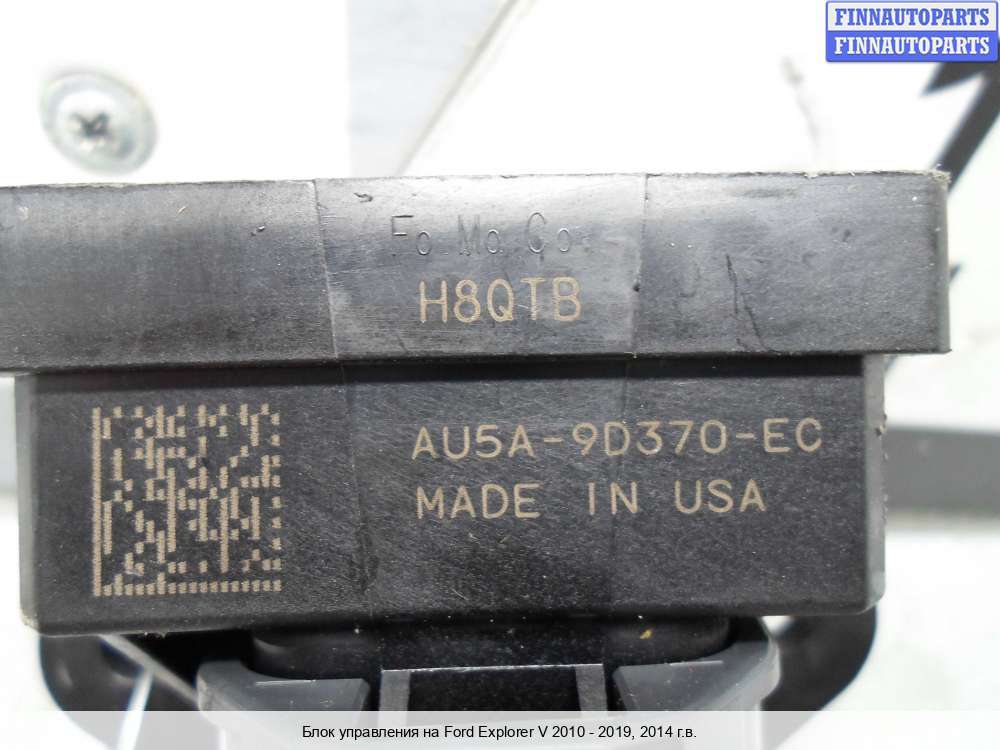 FINNAUTOPARTS
FINNAUTOPARTS
Fo Mo Co
H8QTB
AU5A-9D370-EC
MADE IN USA
Блок управления на Ford Explorer V 2010 - 2019, 2014 г.в.